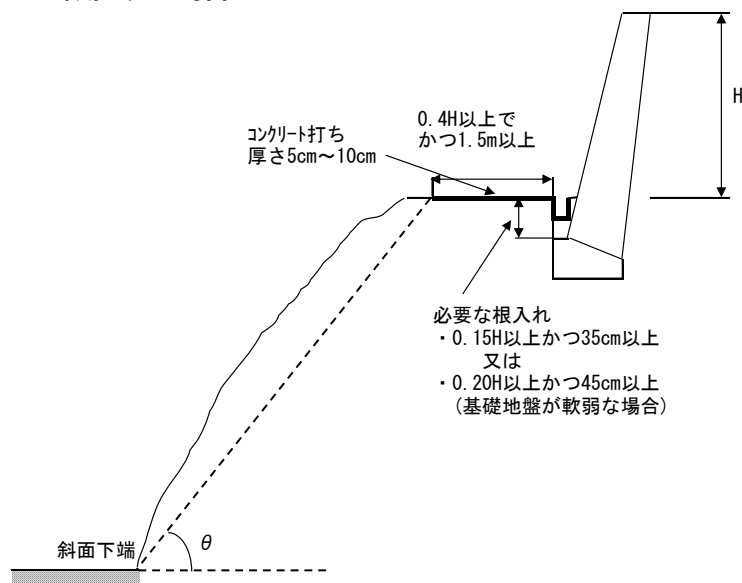 0.4H以上で
かつ1.5m以上
H
ｺﾝｸﾘｰﾄ打ち
厚さ5cm～10cm
必要な根入れ
・0.15H以上かつ35cm以上
又は
・0.20H以上かつ45cm以上
(基礎地盤が軟弱な場合)
斜面下端
θ